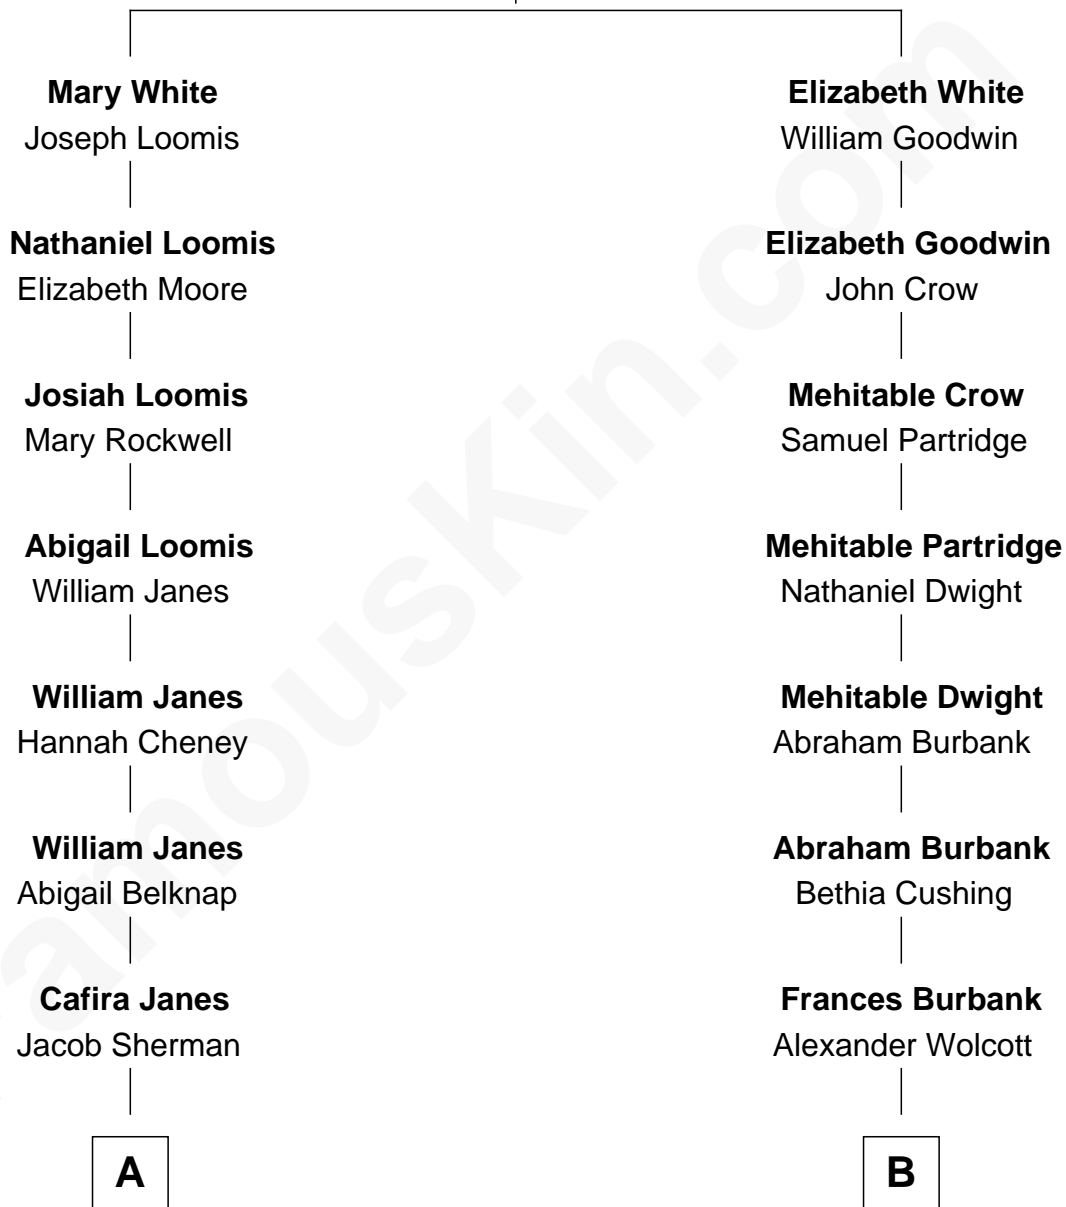 Mary White
Joseph Loomis
Nathaniel Loomis
Elizabeth Moore
Josiah Loomis
Mary Rockwell
Abigail Loomis
William Janes
William Janes
Hannah Cheney
William Janes
Abigail Belknap
Cafira Janes
Jacob Sherman
A
Elizabeth White
William Goodwin
Elizabeth Goodwin
John Crow
Mehitable Crow
Samuel Partridge
Mehitable Partridge
Nathaniel Dwight
Mehitable Dwight
Abraham Burbank
Abraham Burbank
Bethia Cushing
Frances Burbank
Alexander Wolcott
B
amousKin.com